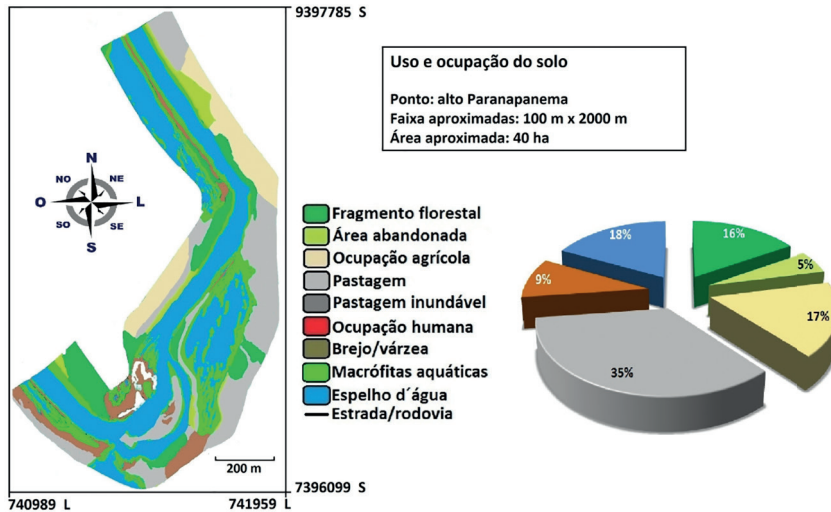 9397785 S
Uso e ocupação do solo
Ponto: alto Paranapanema
Faixa aproximadas: 100 m x 2000 m
Área aproximada: 40 ha
N
NO
NE
O
L
SO
SE
S
Fragmento florestal
Área abandonada
Ocupação agrícola
Pastagem
Pastagem inundável
Ocupação humana
Brejo/várzea
Macrófitas aquáticas
Espelho d´água
Estrada/rodovia
18%
16%
5%
9%
17%
35%
200 m
7396099 S
740989 L
741959 L